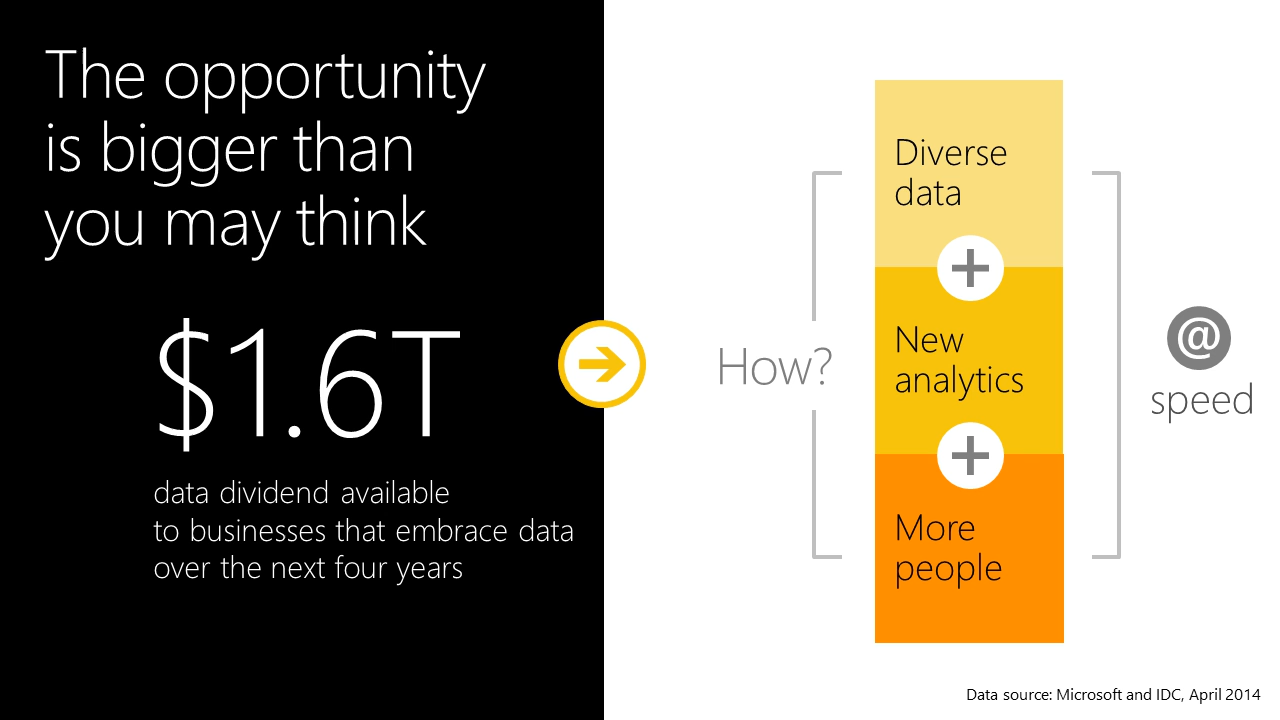 The opportunity
is bigger than
you may think
$1.6T
data dividend available
to businesses that embrace data
over the next four years
How?
Diverse
data
+
New
analytics
+
More
people
@
speed
Data source: Microsoft and IDC, April 2014